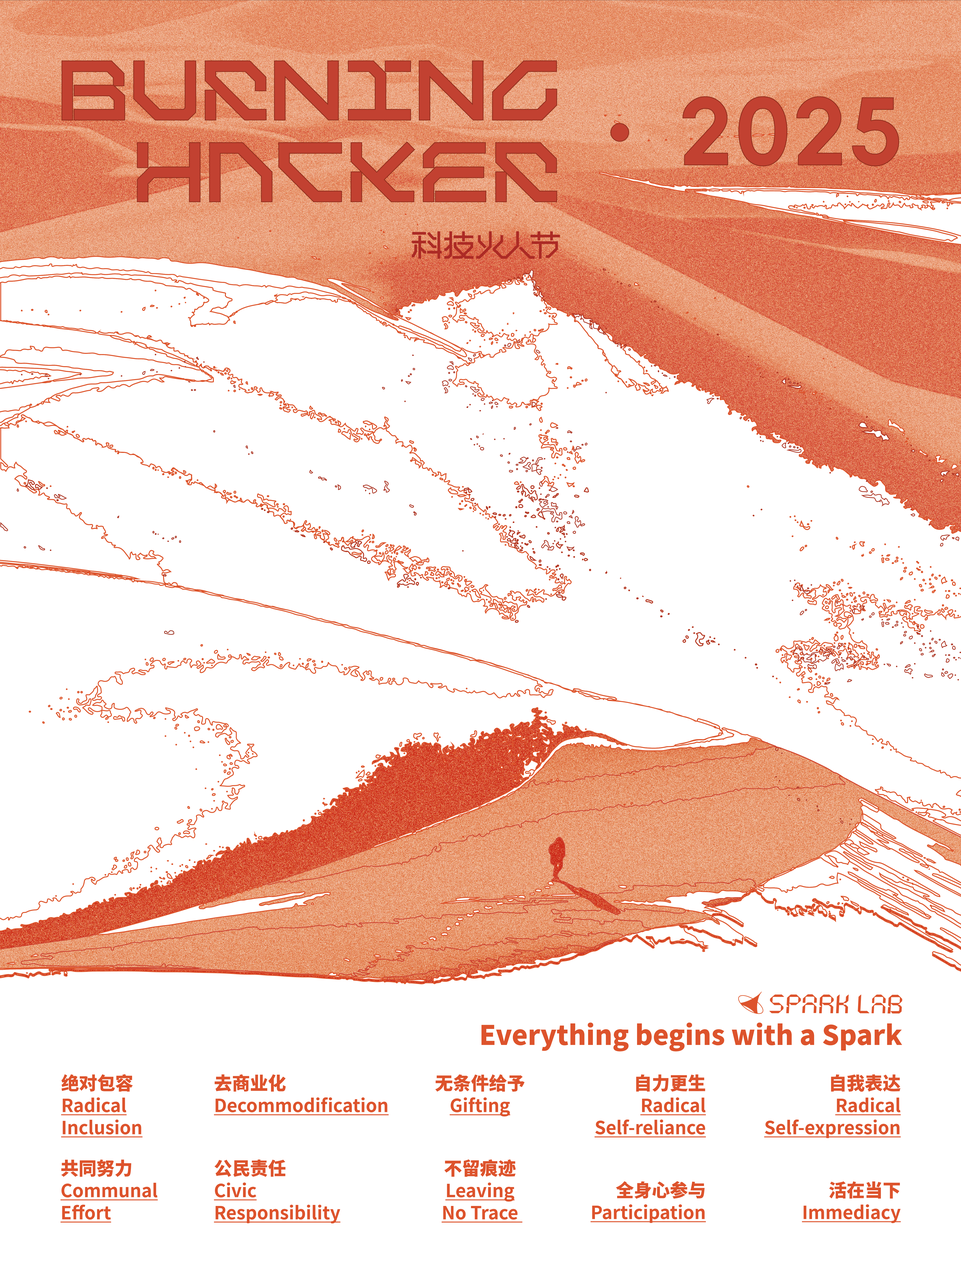 BURNING
HACKER
• 2025
科技火人节
SPARK LAB
Everything begins with a Spark
绝对包容
Radical
Inclusion
去商业化
Decommodification
无条件给予
Gifting
自力更生
Radical
Self-reliance
自我表达
Radical
Self-expression
共同努力
Communal
Effort
公民责任
Civic
Responsibility
不留痕迹
Leaving
No Trace
全身心参与
Participation
活在当下
Immediacy